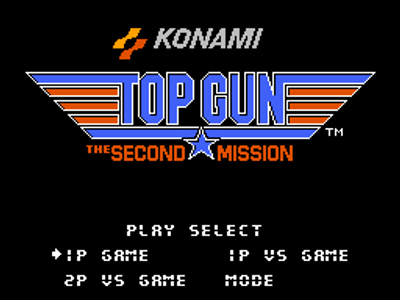 KONAMI
TOP GUN
TM
THE SECOND MISSION
PLAY SELECT
1P GAME 1P VS GAME
2P VS GAME MODE